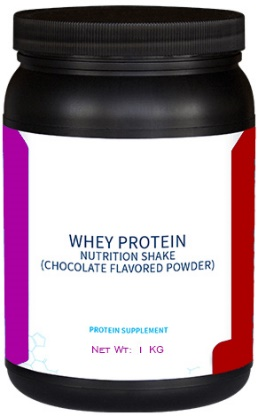 WHEY PROTEIN
NUTRITION SHAKE
(CHOCOLATE FLAVORED POWDER)
PROTEIN SUPPLEMENT
NET WT: 1 KG